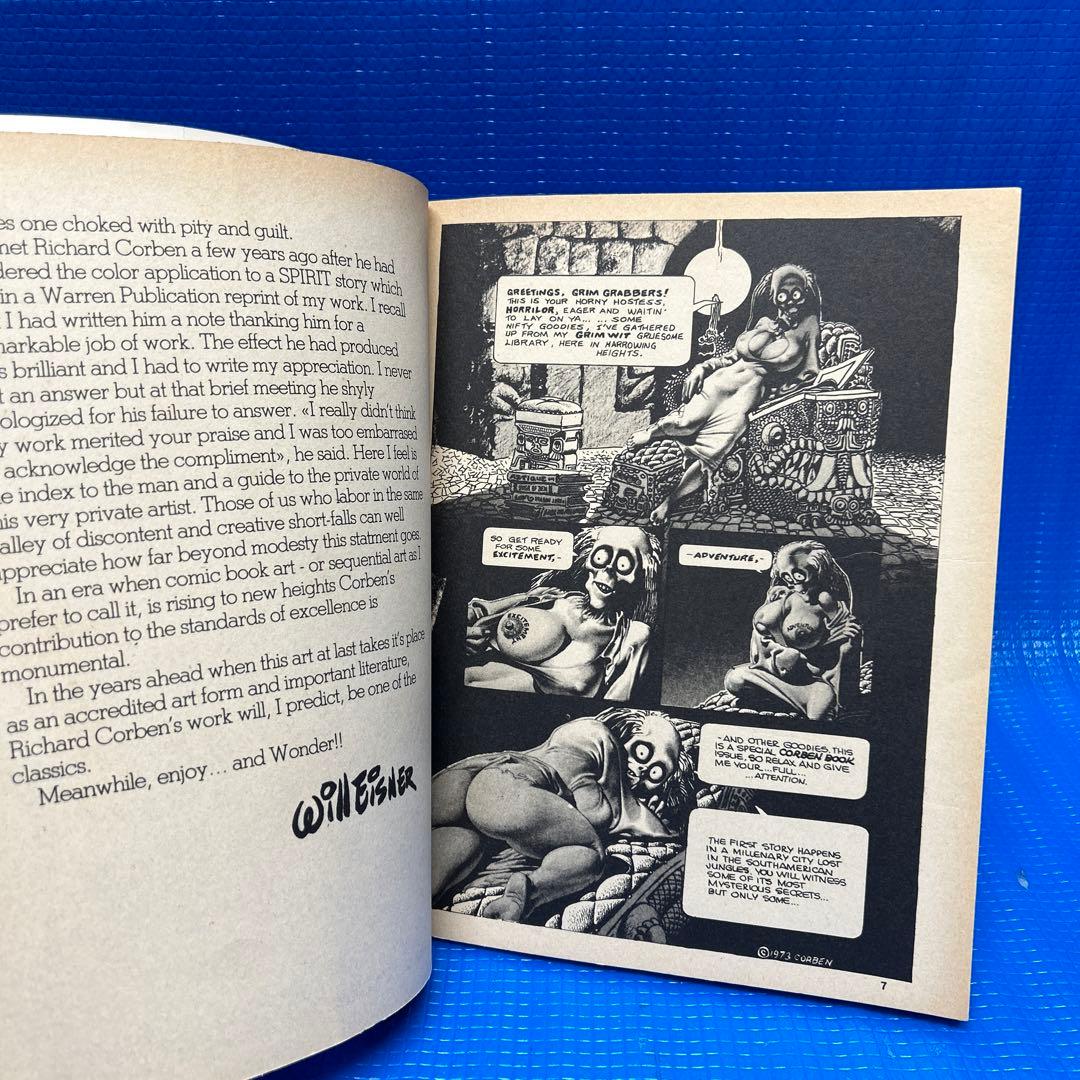 es one choked with pity and guilt.
net Richard Corben a few years ago after he had
dered the color application to a SPIRIT story which
in a Warren Publication reprint of my work. I recall
I had written him a note thanking him for a
markable job of work. The effect he had produced
s brilliant and I had to write my appreciation. I never
t an answer but at that brief meeting he shyly
ologized for his failure to answer. «I really didn't think
y work merited your praise and I was too embarrased
acknowledge the compliment», he said. Here I feel is
e index to the man and a guide to the private world of
his very private artist. Those of us who labor in the same
alley of discontent and creative short-falls can well
appreciate how far beyond modesty this statment goes.
In an era when comic book art - or sequential art as I
prefer to call it, is rising to new heights Corben's
contribution to the standards of excellence is
monumental.
In the years ahead when this art at last takes it's place
as an accredited art form and important literature,
Richard Corben's work will, I predict, be one of the
classics.
Meanwhile, enjoy... and Wonder!!
Will Eisner
GREETINGS, GRIM GRABBERS!
THIS IS YOUR HORNY HOSTESS,
HORRILOR, EAGER AND WAITIN'
TO LAY ON YA... ... SOME
NIFTY GOODIES, I'VE GATHERED
UP FROM MY GRIM WIT GRUESOME
LIBRARY, HERE IN HARROWING
HEIGHTS.
SO GET READY
FOR SOME
EXCITEMENT,-
EXCITEMENT
-ADVENTURE,-
ADVENTURE
-AND OTHER GOODIES. THIS
IS A SPECIAL CORBEN BOOK
ISSUE, SO RELAX AND GIVE
ME YOUR ...FULL...
...ATTENTION.
THE FIRST STORY HAPPENS
IN A MILLENARY CITY LOST
IN THE SOUTHAMERICAN
JUNGLES. YOU WILL WITNESS
SOME OF ITS MOST
MYSTERIOUS SECRETS...
BUT ONLY SOME...
©1973 CORBEN
7